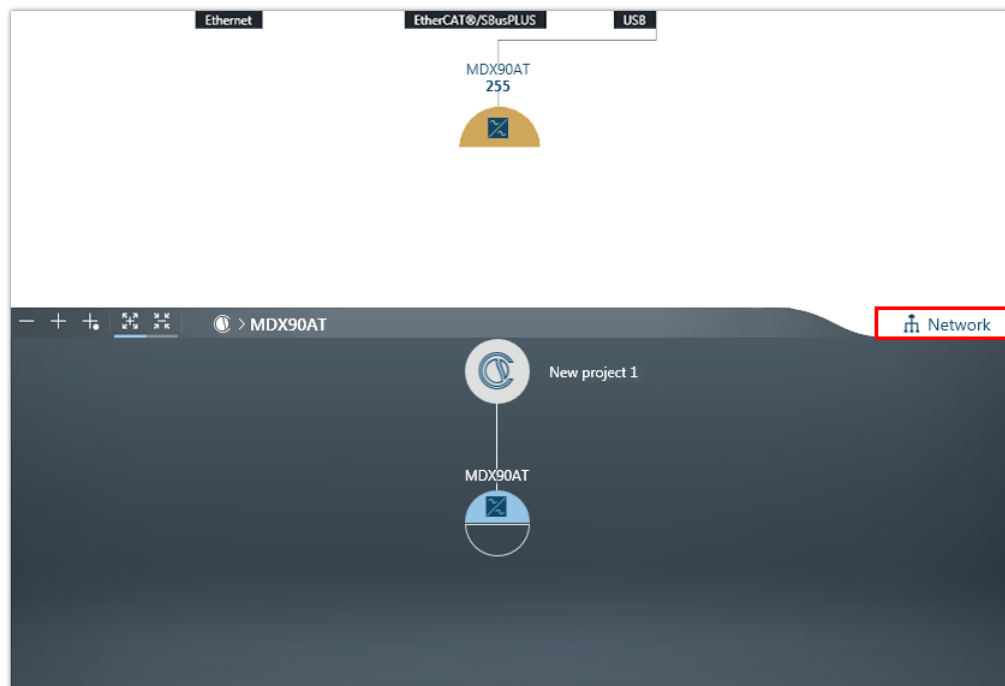 Ethernet
EtherCAT®/SBusPLUS
USB
MDX90AT
255
> MDX90AT
Network
New project 1
MDX90AT